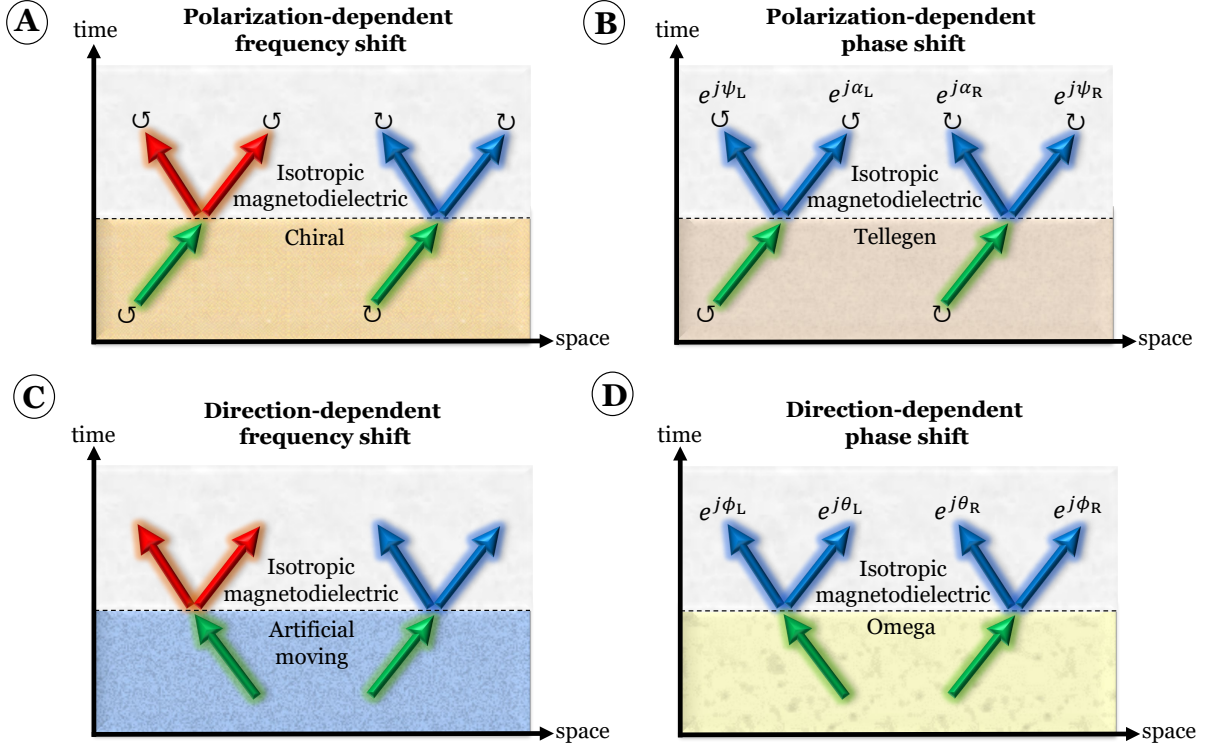 A
Polarization-dependent
frequency shift
time
↺ ↺ ↻ ↻
Isotropic
magnetodielectric
Chiral
↺ ↻
space
B
Polarization-dependent
phase shift
time
e^{jψ_L} e^{jα_L} e^{jα_R} e^{jψ_R}
↺ ↺ ↻ ↻
Isotropic
magnetodielectric
Tellegen
↺ ↻
space
C
Direction-dependent
frequency shift
time
Isotropic
magnetodielectric
Artificial
moving
space
D
Direction-dependent
phase shift
time
e^{jϕ_L} e^{jθ_L} e^{jθ_R} e^{jϕ_R}
Isotropic
magnetodielectric
Omega
space